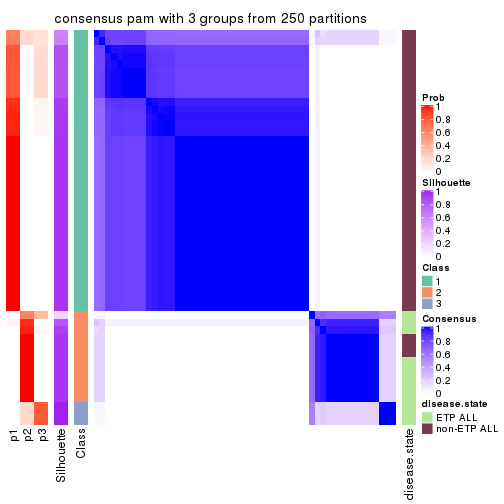 consensus pam with 3 groups from 250 partitions
Prob
1
0.8
0.6
0.4
0.2
0
Silhouette
1
0.8
0.6
0.4
0.2
0
Class
1
2
3
Consensus
1
0.8
0.6
0.4
0.2
0
disease.state
ETP ALL
non-ETP ALL
p1
p2
p3
Silhouette
Class
disease.state